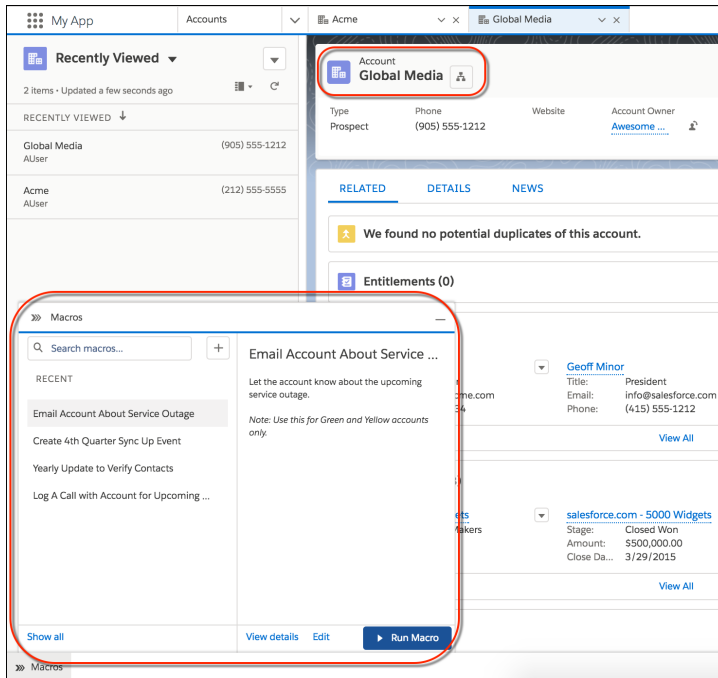 My App
Accounts
Acme
Global Media
Recently Viewed
2 items • Updated a few seconds ago
RECENTLY VIEWED
Global Media (905) 555-1212
AUser
Acme (212) 555-5555
AUser
Account
Global Media
Type Phone Website Account Owner
Prospect (905) 555-1212 Awesome ...
RELATED DETAILS NEWS
We found no potential duplicates of this account.
Entitlements (0)
Macros
Search macros...
RECENT
Email Account About Service Outage
Create 4th Quarter Sync Up Event
Yearly Update to Verify Contacts
Log A Call with Account for Upcoming ...
Email Account About Service ...
Let the account know about the upcoming
service outage.
Note: Use this for Green and Yellow accounts
only.
Show all
View details Edit Run Macro
Geoff Minor
Title: President
Email: info@salesforce.com
Phone: (415) 555-1212
View All
salesforce.com - 5000 Widgets
Stage: Closed Won
Amount: $500,000.00
Close Da... 3/29/2015
View All
Macros